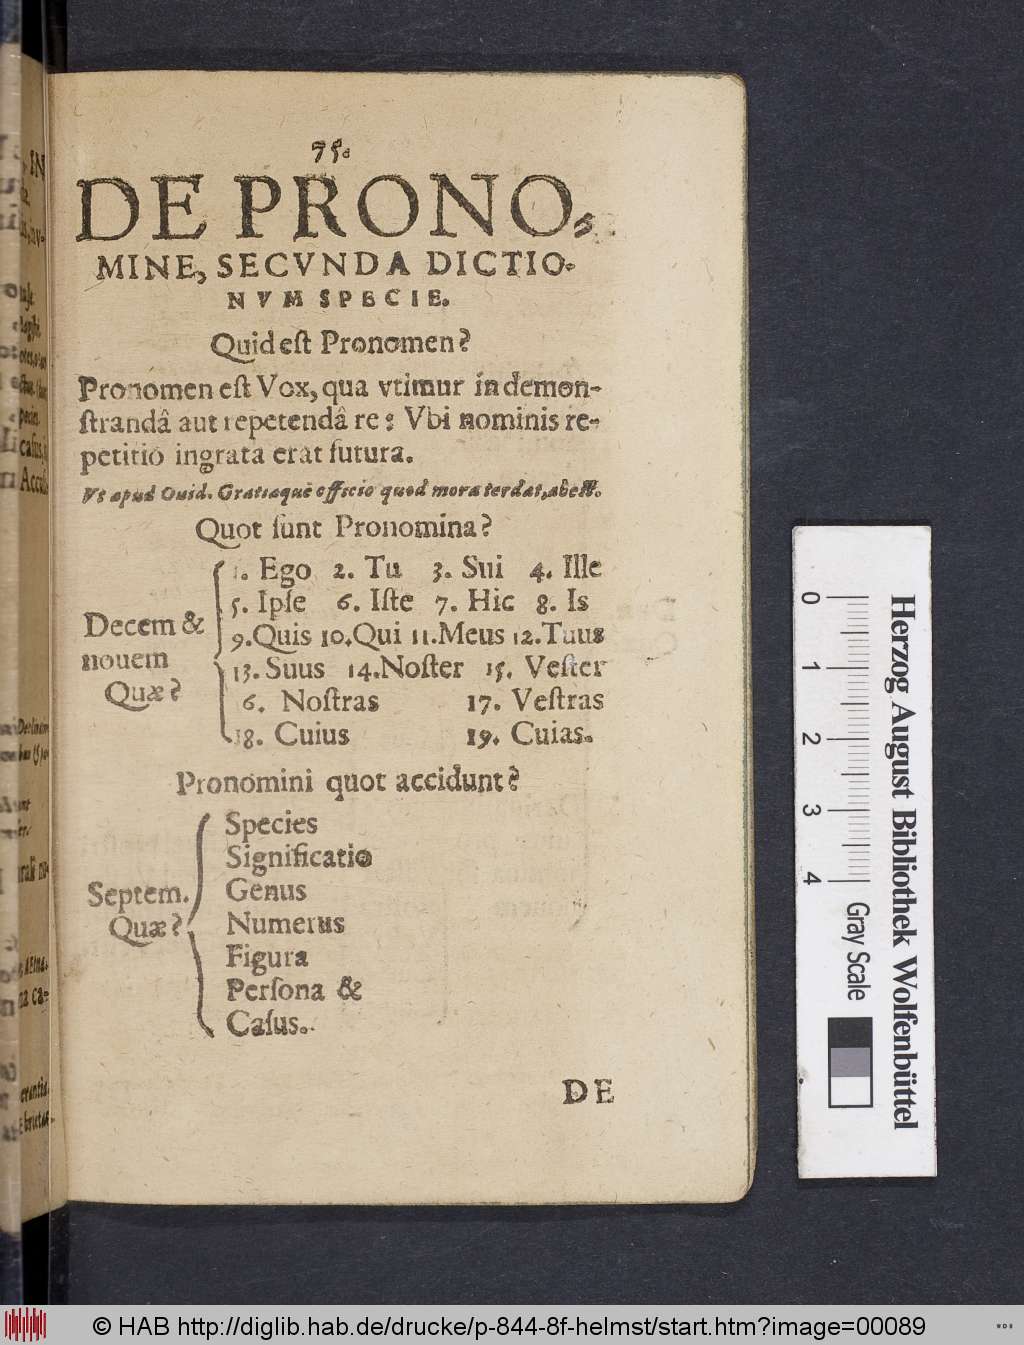 75.
DE PRONO-
MINE, SECVNDA DICTIO-
NVM SPECIE.
Quid eſt Pronomen?
Pronomen eſt Vox, qua vtimur in demon-
ſtrandâ aut repetendâ re: Vbi nominis re-
petitio ingrata erat futura.
Vt apud Ouid. Gratiaque officio quod mora tardat, abeſt.
Quot ſunt Pronomina?
Decem & nouem Quæ?
1. Ego 2. Tu 3. Sui 4. Ille
5. Ipſe 6. Iſte 7. Hic 8. Is
9. Quis 10. Qui 11. Meus 12. Tuus
13. Suus 14. Noſter 15. Veſter
6. Noſtras 17. Veſtras
18. Cuius 19. Cuias.
Pronomini quot accidunt?
Septem. Quæ?
Species
Significatio
Genus
Numerus
Figura
Perſona &
Caſus.
DE
Herzog August Bibliothek Wolfenbüttel
0 1 2 3 4 Gray Scale
© HAB http://diglib.hab.de/drucke/p-844-8f-helmst/start.htm?image=00089